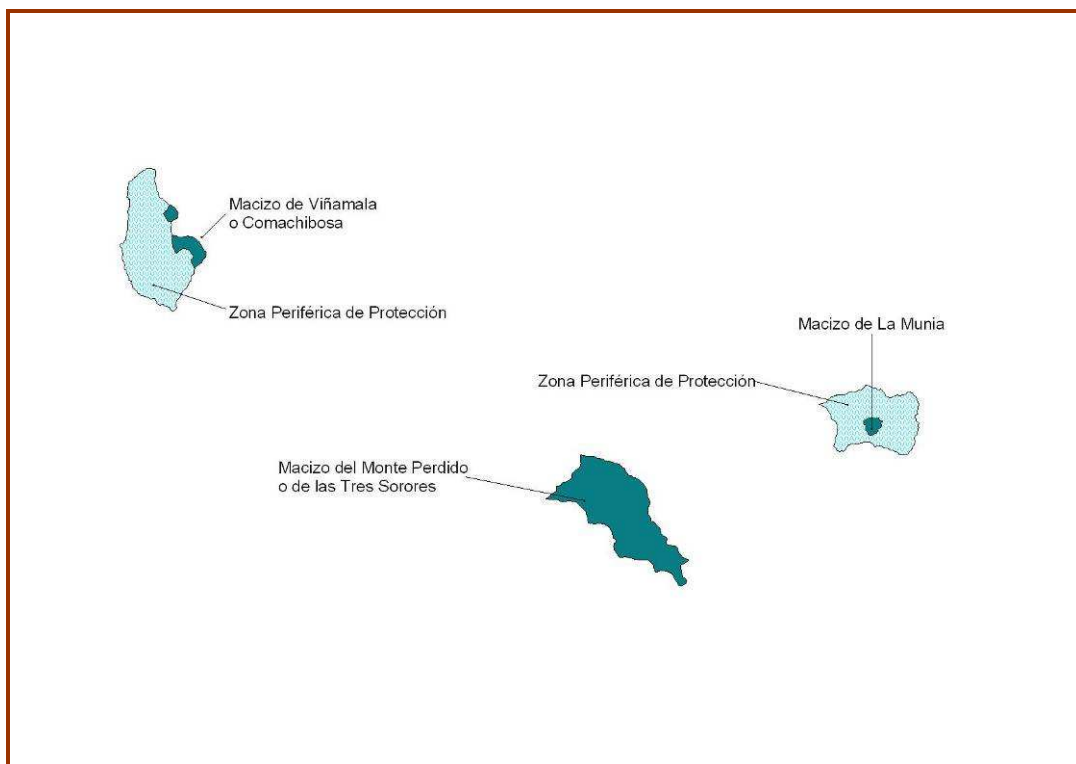 Macizo de Viñamala
o Comachibosa
Zona Periférica de Protección
Macizo de La Munia
Zona Periférica de Protección
Macizo del Monte Perdido
o de las Tres Sorores